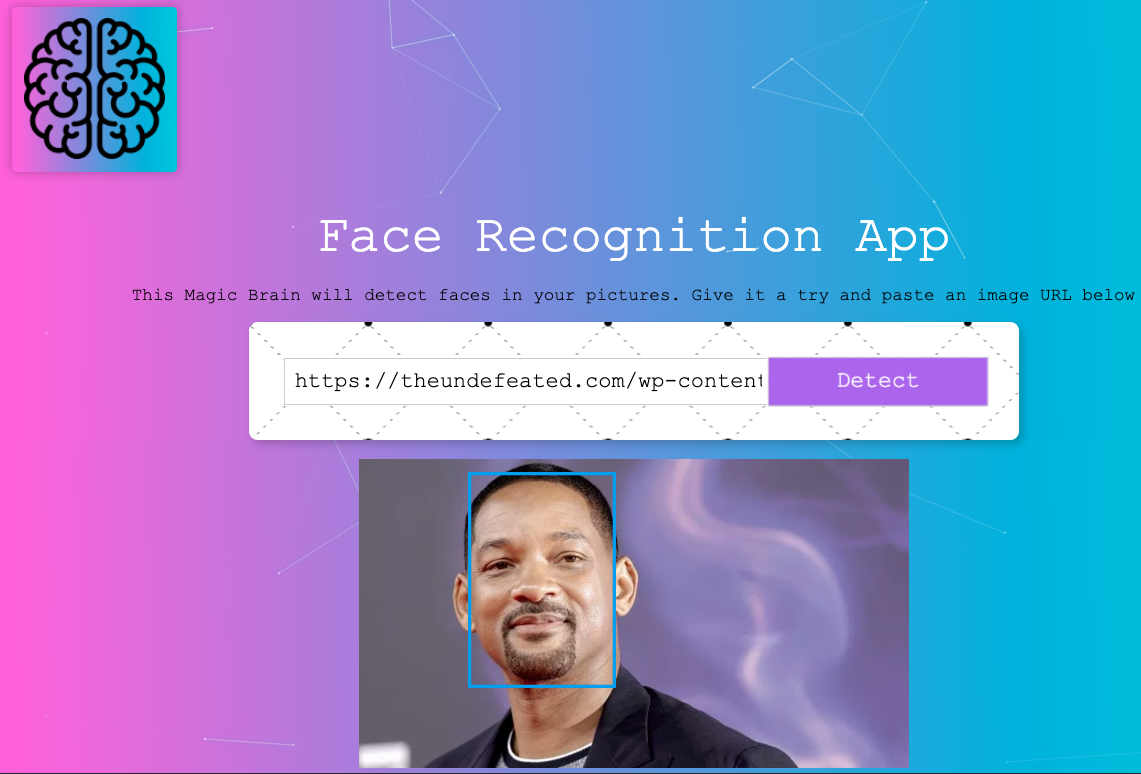 Face Recognition App
This Magic Brain will detect faces in your pictures. Give it a try and paste an image URL below
https://theundefeated.com/wp-content
Detect